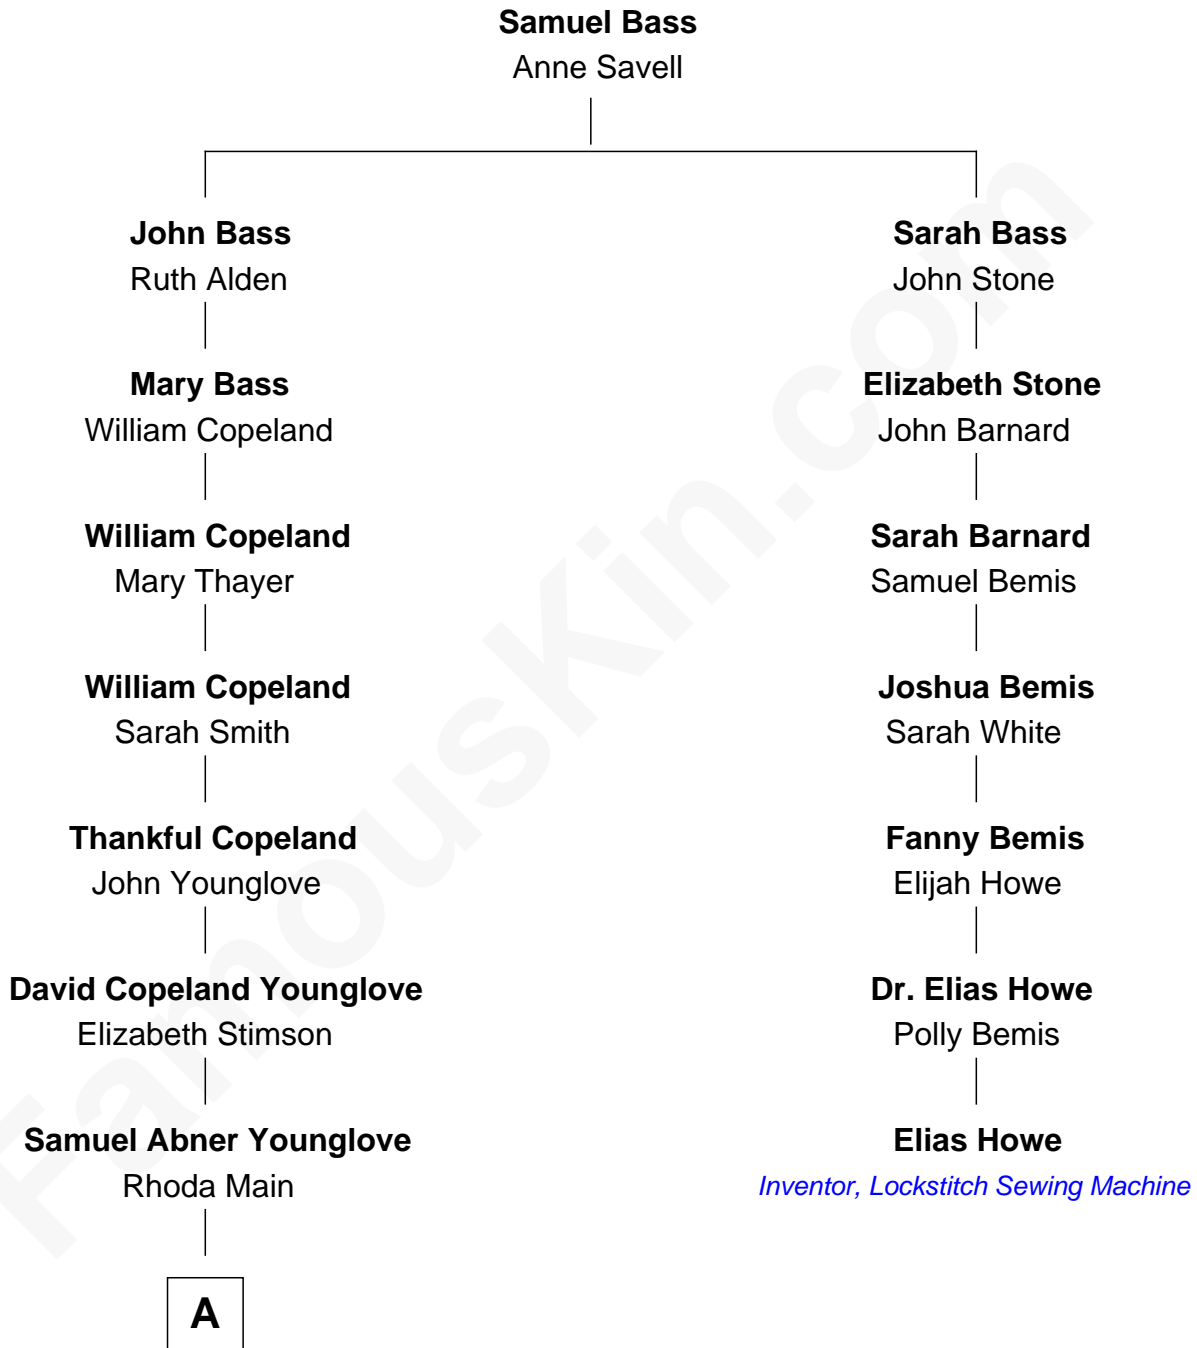 Samuel Bass
Anne Savell
John Bass
Ruth Alden
Sarah Bass
John Stone
Mary Bass
William Copeland
Elizabeth Stone
John Barnard
William Copeland
Mary Thayer
Sarah Barnard
Samuel Bemis
William Copeland
Sarah Smith
Joshua Bemis
Sarah White
Thankful Copeland
John Younglove
Fanny Bemis
Elijah Howe
David Copeland Younglove
Elizabeth Stimson
Dr. Elias Howe
Polly Bemis
Samuel Abner Younglove
Rhoda Main
Elias Howe
Inventor, Lockstitch Sewing Machine
A
FamousKin.com